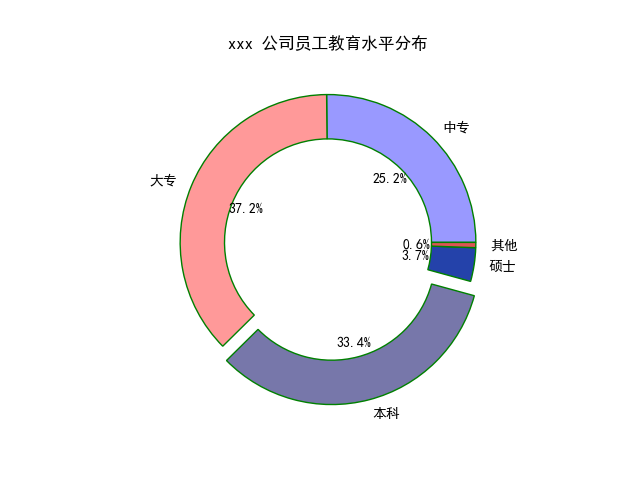 xxx 公司员工教育水平分布
中专
25.2%
大专
37.2%
0.6%
其他
3.7%
硕士
33.4%
本科